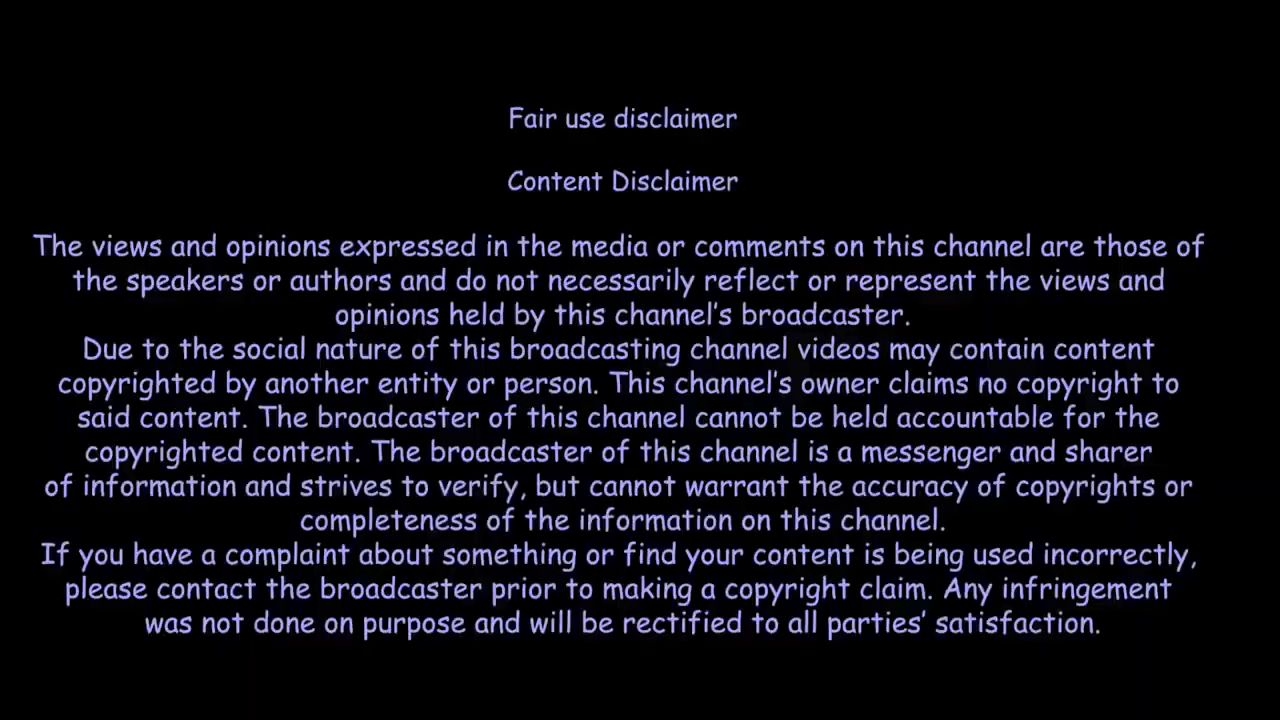 Fair use disclaimer
Content Disclaimer
The views and opinions expressed in the media or comments on this channel are those of
the speakers or authors and do not necessarily reflect or represent the views and
opinions held by this channel's broadcaster.
Due to the social nature of this broadcasting channel videos may contain content
copyrighted by another entity or person. This channel's owner claims no copyright to
said content. The broadcaster of this channel cannot be held accountable for the
copyrighted content. The broadcaster of this channel is a messenger and sharer
of information and strives to verify, but cannot warrant the accuracy of copyrights or
completeness of the information on this channel.
If you have a complaint about something or find your content is being used incorrectly,
please contact the broadcaster prior to making a copyright claim. Any infringement
was not done on purpose and will be rectified to all parties’ satisfaction.